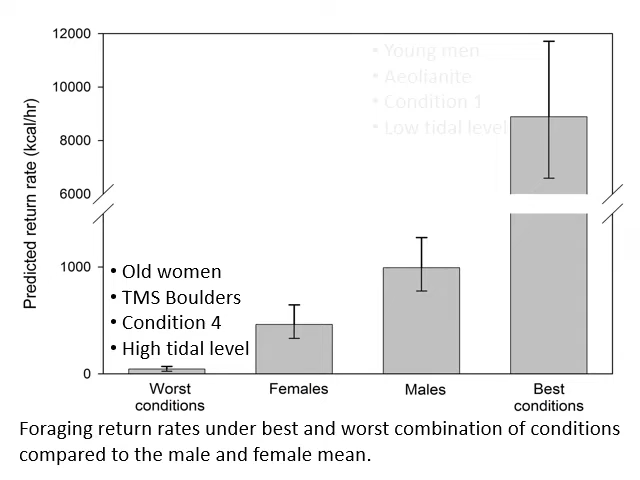 12000
10000
8000
6000
1000
0
Predicted return rate (kcal/hr)
• Young men
• Aeolianite
• Condition 1
• Low tidal level
• Old women
• TMS Boulders
• Condition 4
• High tidal level
Worst conditions
Females
Males
Best conditions
Foraging return rates under best and worst combination of conditions
compared to the male and female mean.